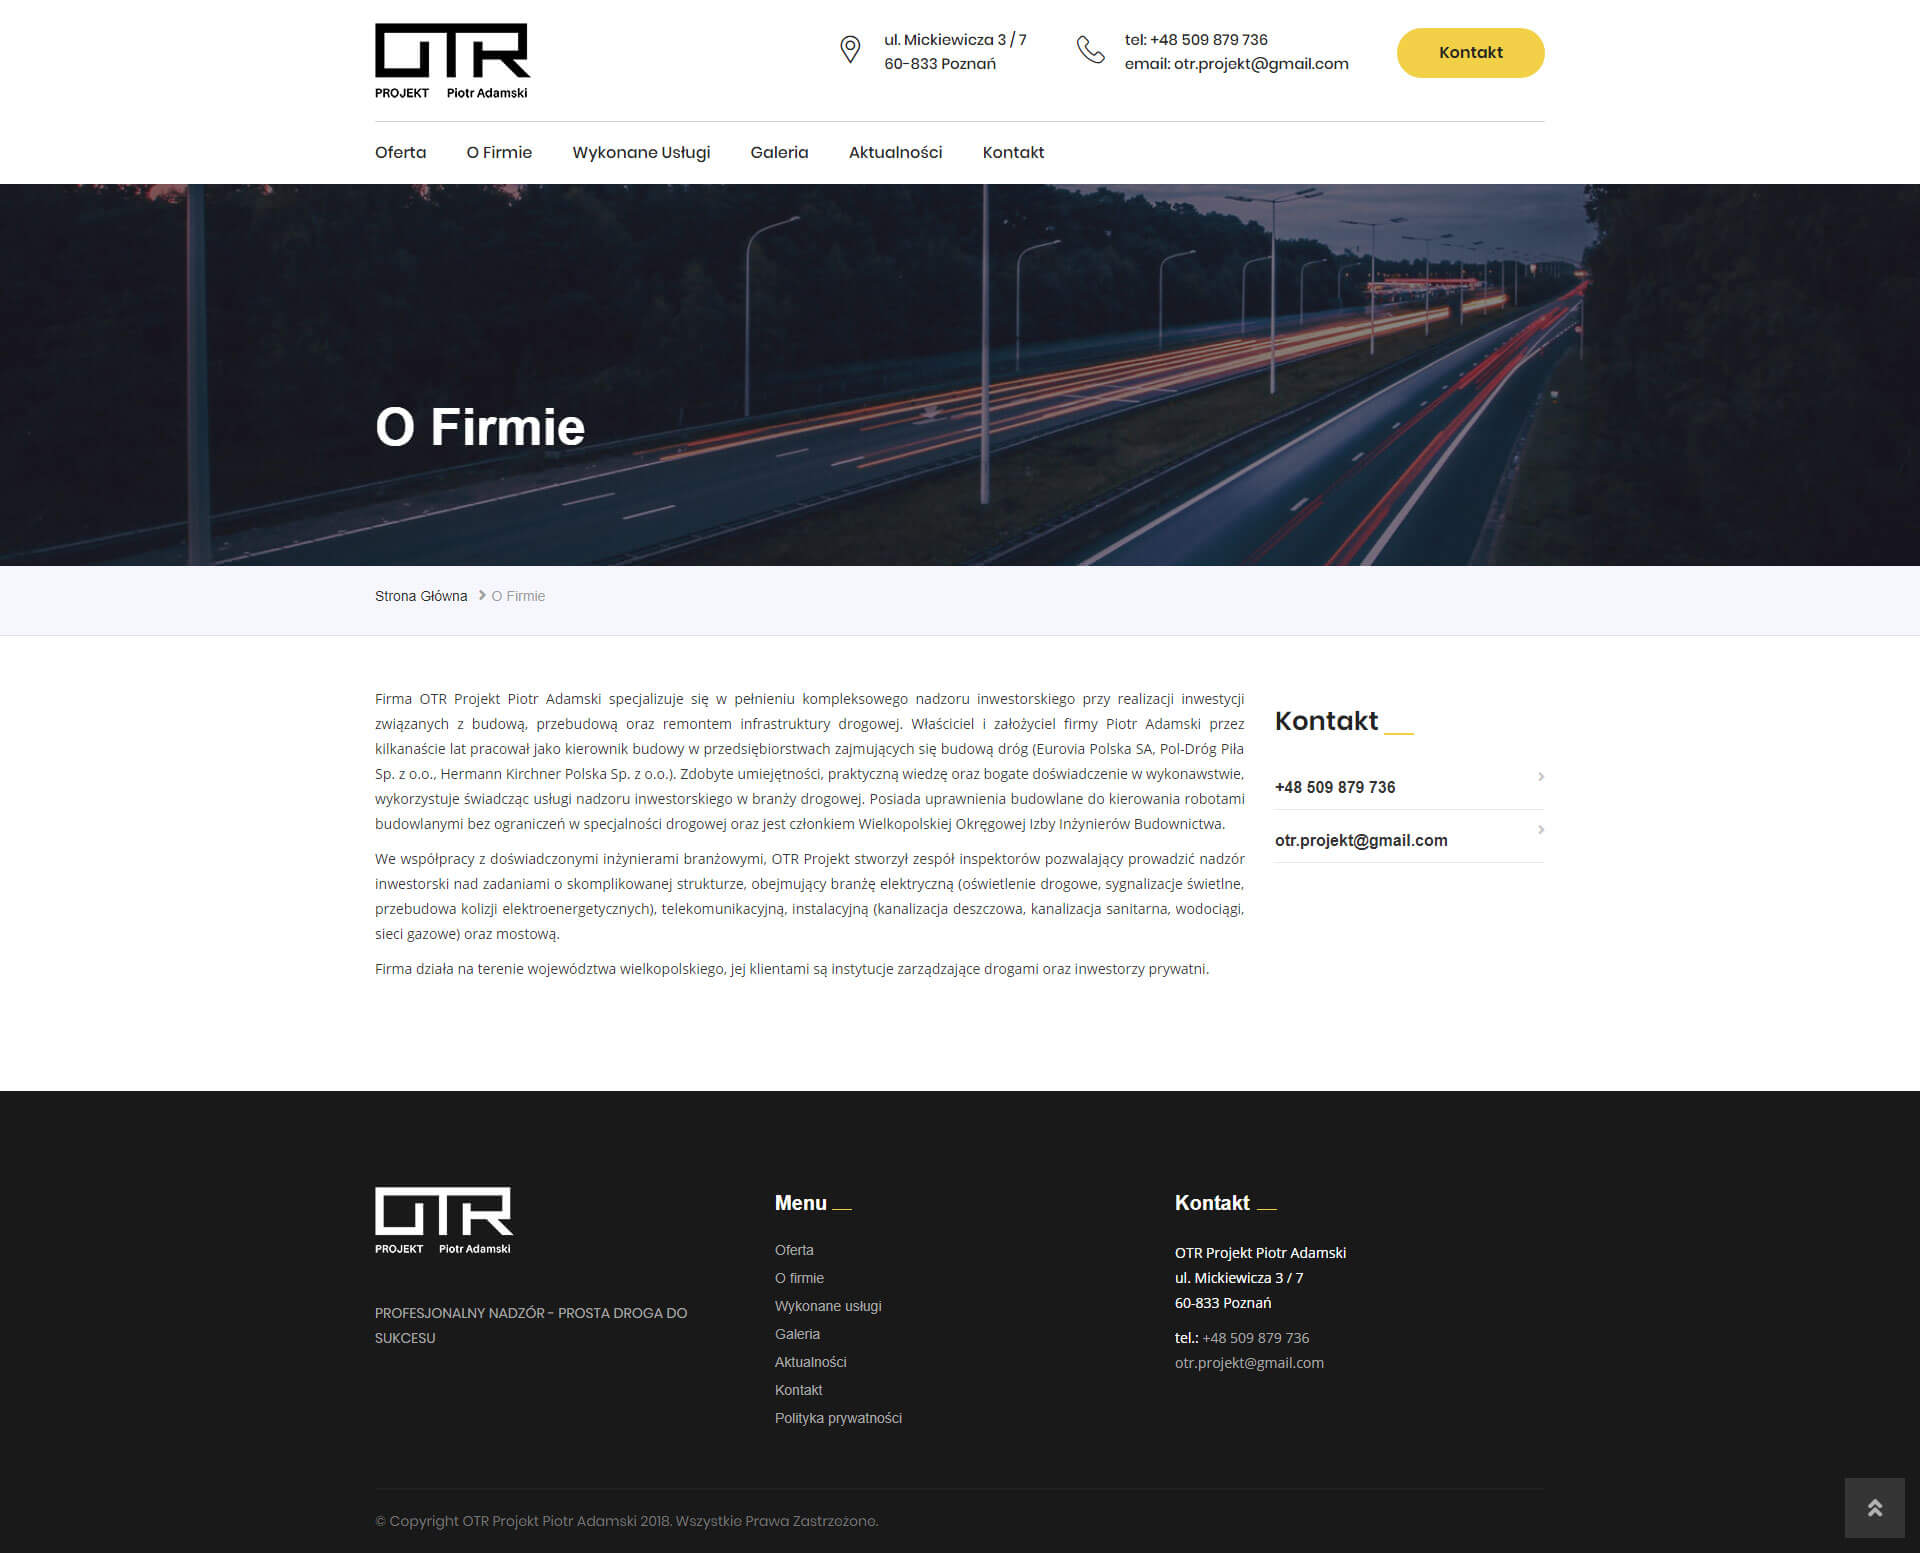 OTR
PROJEKT Piotr Adamski
ul. Mickiewicza 3 / 7
60-833 Poznań
tel: +48 509 879 736
email: otr.projekt@gmail.com
Kontakt
Oferta
O Firmie
Wykonane Usługi
Galeria
Aktualności
Kontakt
O Firmie
Strona Główna
O Firmie
Firma OTR Projekt Piotr Adamski specjalizuje się w pełnieniu kompleksowego nadzoru inwestorskiego przy realizacji inwestycji
związanych z budową, przebudową oraz remontem infrastruktury drogowej. Właściciel i założyciel firmy Piotr Adamski przez
kilkanaście lat pracował jako kierownik budowy w przedsiębiorstwach zajmujących się budową dróg (Eurovia Polska SA, Pol-Dróg Piła
Sp. z o.o., Hermann Kirchner Polska Sp. z o.o.). Zdobyte umiejętności, praktyczną wiedzę oraz bogate doświadczenie w wykonawstwie,
wykorzystuje świadcząc usługi nadzoru inwestorskiego w branży drogowej. Posiada uprawnienia budowlane do kierowania robotami
budowlanymi bez ograniczeń w specjalności drogowej oraz jest członkiem Wielkopolskiej Okręgowej Izby Inżynierów Budownictwa.
We współpracy z doświadczonymi inżynierami branżowymi, OTR Projekt stworzył zespół inspektorów pozwalający prowadzić nadzór
inwestorski nad zadaniami o skomplikowanej strukturze, obejmujący branżę elektryczną (oświetlenie drogowe, sygnalizacje świetlne,
przebudowa kolizji elektroenergetycznych), telekomunikacyjną, instalacyjną (kanalizacja deszczowa, kanalizacja sanitarna, wodociągi,
sieci gazowe) oraz mostową.
Firma działa na terenie województwa wielkopolskiego, jej klientami są instytucje zarządzające drogami oraz inwestorzy prywatni.
Kontakt
+48 509 879 736
otr.projekt@gmail.com
OTR
PROJEKT Piotr Adamski
PROFESJONALNY NADZÓR - PROSTA DROGA DO
SUKCESU
Menu
Oferta
O firmie
Wykonane usługi
Galeria
Aktualności
Kontakt
Polityka prywatności
Kontakt
OTR Projekt Piotr Adamski
ul. Mickiewicza 3 / 7
60-833 Poznań
tel.: +48 509 879 736
otr.projekt@gmail.com
© Copyright OTR Projekt Piotr Adamski 2018. Wszystkie Prawa Zastrzeżone.